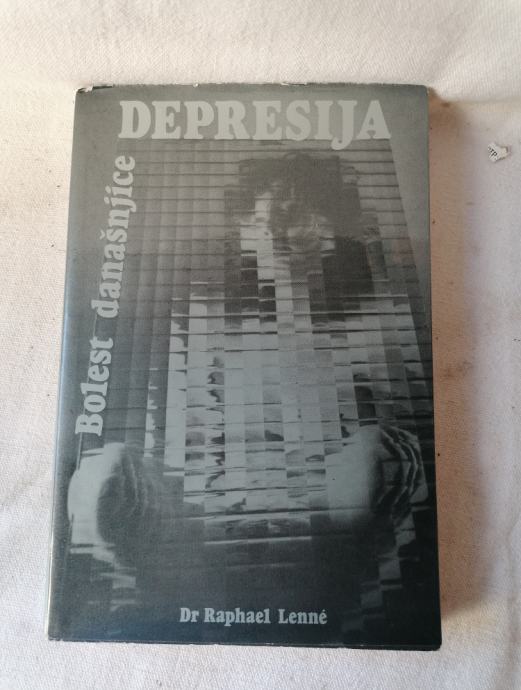 DEPRESIJA
Bolest današnjice
Dr Raphael Lenné